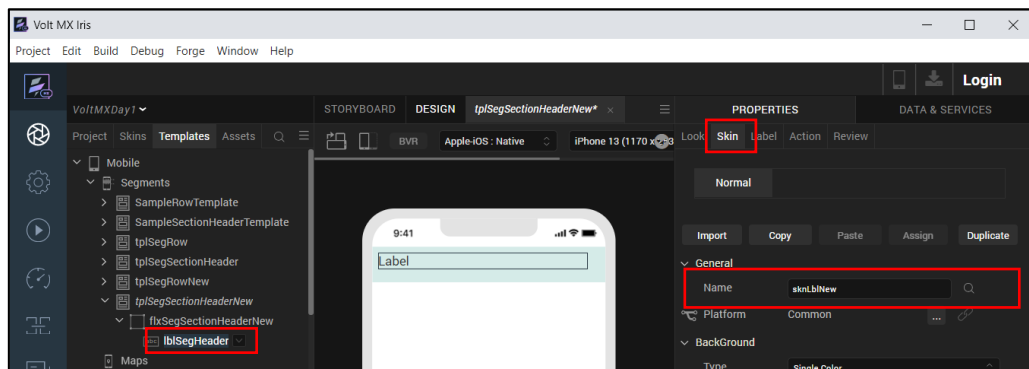 Volt MX Iris
Project Edit Build Debug Forge Window Help
Login
VoltMXDay1 STORYBOARD DESIGN tplSegSectionHeaderNew* × PROPERTIES DATA & SERVICES
Project Skins Templates Assets BVR Apple-iOS : Native iPhone 13 (1170 x Look Skin Label Action Review
Mobile
Segments Normal
SampleRowTemplate
SampleSectionHeaderTemplate
tplSegRow 9:41 Import Copy Paste Assign Duplicate
tplSegSectionHeader Label General
tplSegRowNew Name sknLblNew
tplSegSectionHeaderNew
flxSegSectionHeaderNew Platform Common ...
lblSegHeader BackGround
Maps Type Single Color